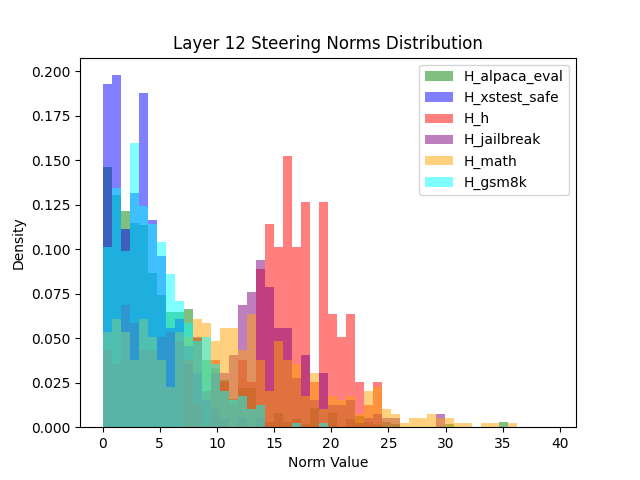 Layer 12 Steering Norms Distribution
H_alpaca_eval
H_xstest_safe
H_h
H_jailbreak
H_math
H_gsm8k
0.200
0.175
0.150
0.125
0.100
0.075
0.050
0.025
0.000
Density
0 5 10 15 20 25 30 35 40
Norm Value